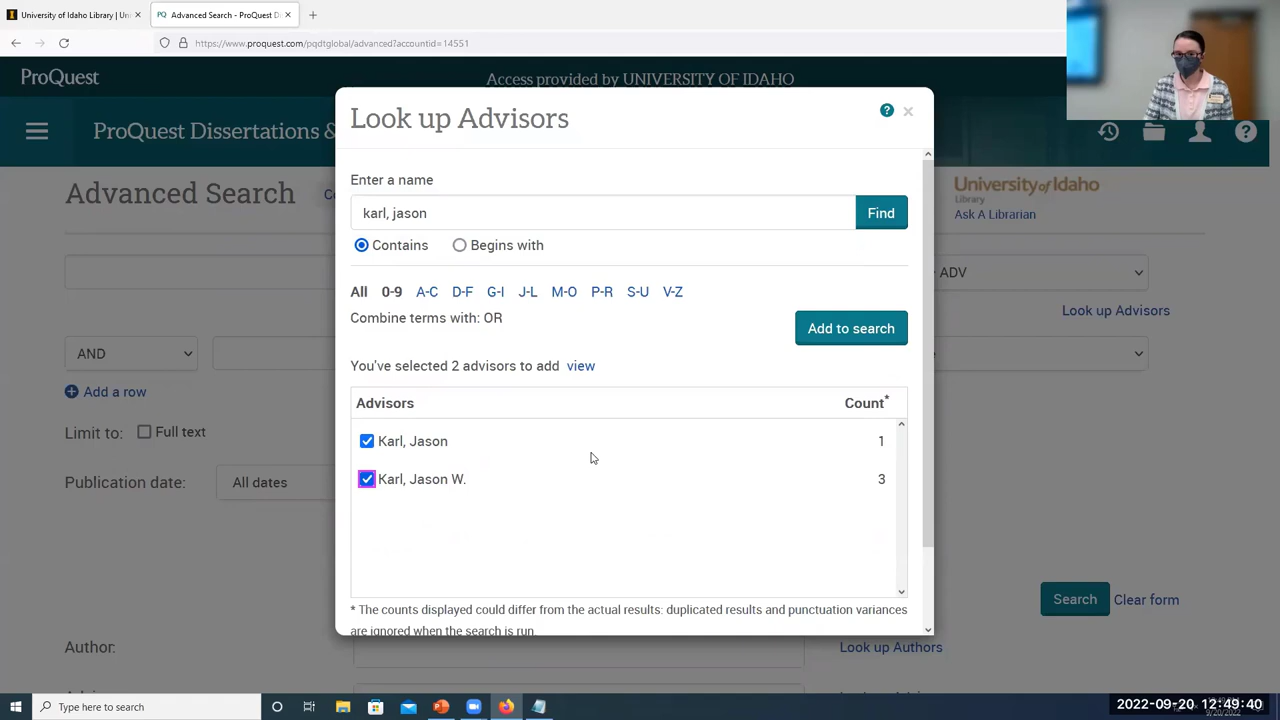 University of Idaho Library | Uni
PQ Advanced Search - ProQuest Di
https://www.proquest.com/pqdtglobal/advanced?accountid=14551
ProQuest
Access provided by UNIVERSITY OF IDAHO
ProQuest Dissertations &
Advanced Search
University of Idaho
Library
Ask A Librarian
ADV
Look up Advisors
AND
Add a row
Limit to:
Full text
Publication date:
All dates
Search
Clear form
Author:
Look up Authors
Look up Advisors
Enter a name
karl, jason
Find
Contains
Begins with
All 0-9 A-C D-F G-I J-L M-O P-R S-U V-Z
Combine terms with: OR
Add to search
You've selected 2 advisors to add view
Advisors Count*
Karl, Jason 1
Karl, Jason W. 3
* The counts displayed could differ from the actual results: duplicated results and punctuation variances
are ignored when the search is run.
Type here to search
2022-09-20 12:49:40